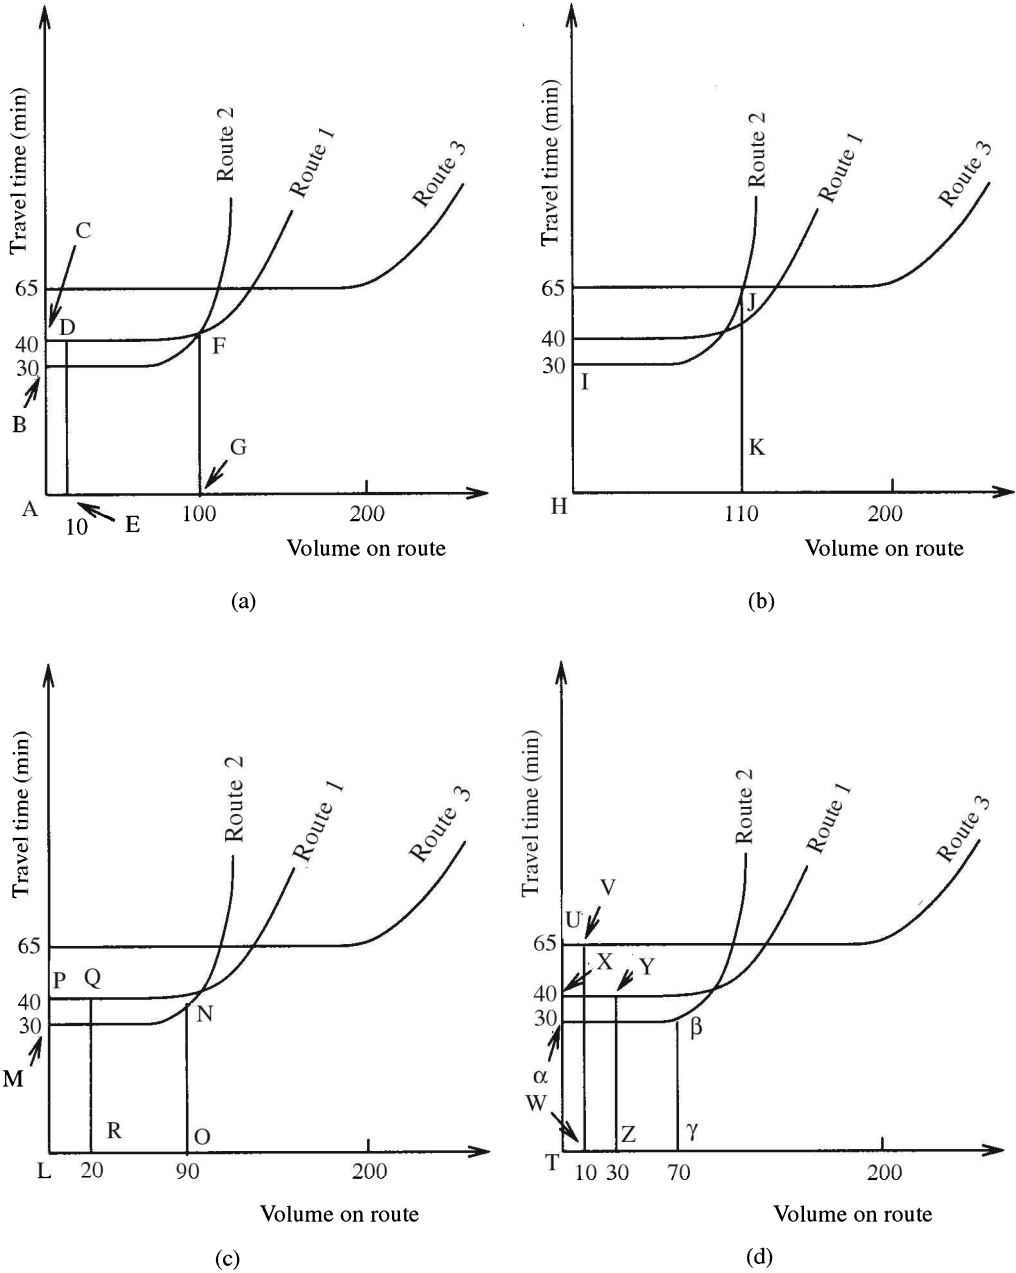 Travel time (min)
Route 2
Route 1
Route 3
C
65
D
40
30
F
B
G
A
10
E
100
200
Volume on route
(a)
Travel time (min)
Route 2
Route 1
Route 3
65
J
40
30
I
K
H
110
200
Volume on route
(b)
Travel time (min)
Route 2
Route 1
Route 3
65
P Q
40
30
N
M
R
O
L
20
90
200
Volume on route
(c)
Travel time (min)
Route 2
Route 1
Route 3
V
U
65
X Y
40
30
β
α
W
Z
γ
T
10 30
70
200
Volume on route
(d)